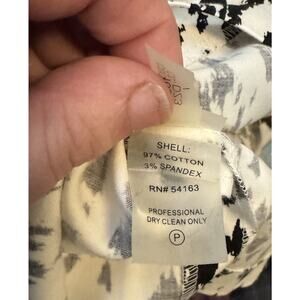 SHELL:
97% COTTON
3% SPANDEX
RN# 54163
PROFESSIONAL
DRY CLEAN ONLY
P